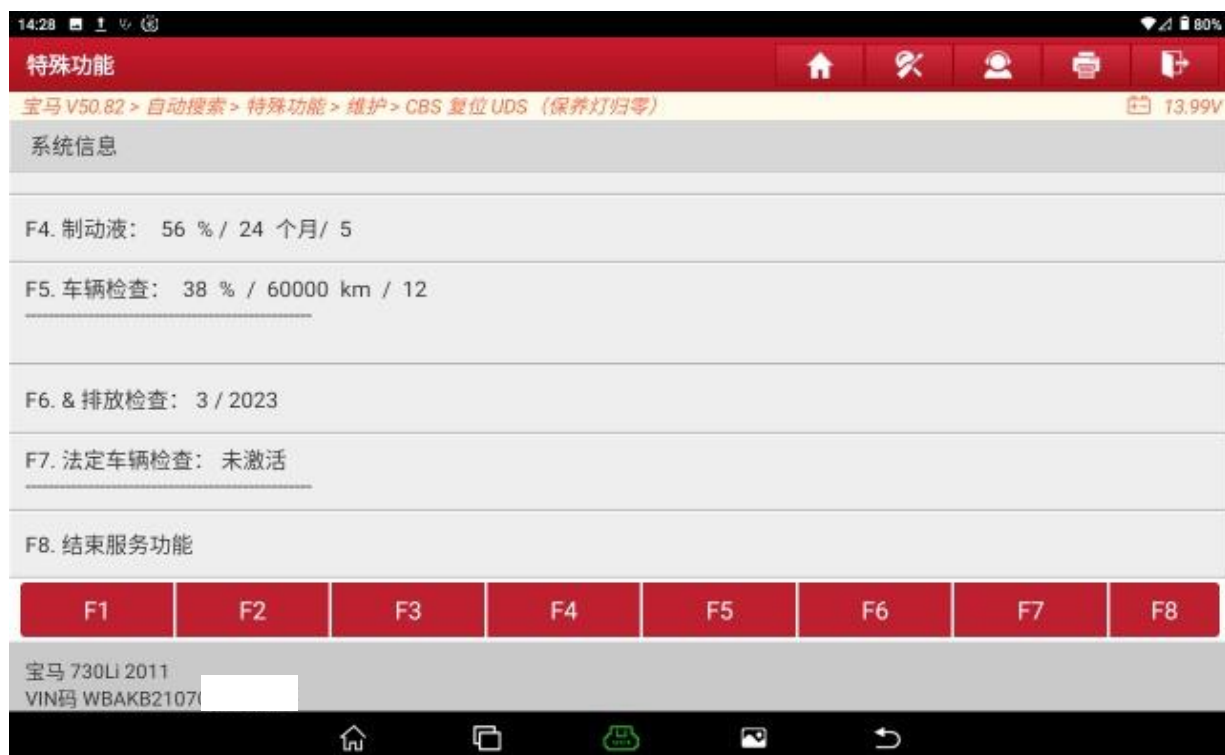 14:28
80%
特殊功能
宝马 V50.82 > 自动搜索 > 特殊功能 > 维护 > CBS 复位 UDS（保养灯归零）
13.99V
系统信息
F4. 制动液： 56 % / 24 个月/ 5
F5. 车辆检查： 38 % / 60000 km / 12
F6. & 排放检查： 3 / 2023
F7. 法定车辆检查： 未激活
F8. 结束服务功能
F1 F2 F3 F4 F5 F6 F7 F8
宝马 730Li 2011
VIN码 WBAKB2107